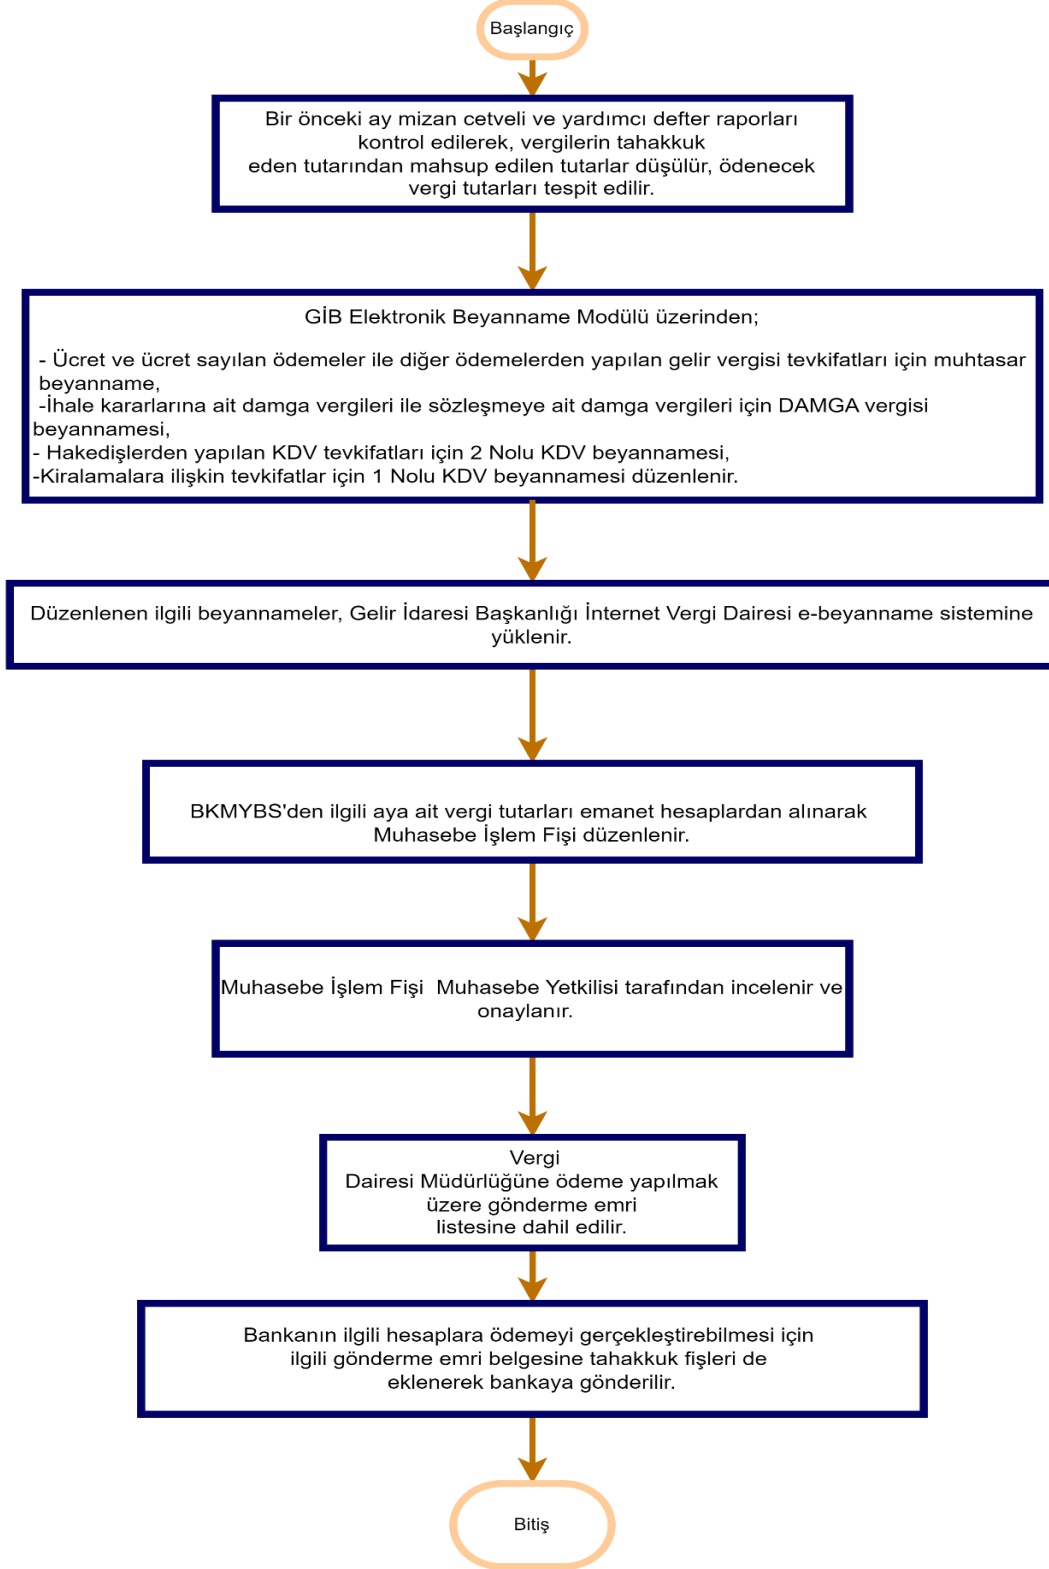 Başlangıç
Bir önceki ay mizan cetveli ve yardımcı defter raporları
kontrol edilerek, vergilerin tahakkuk
eden tutarından mahsup edilen tutarlar düşülür, ödenecek
vergi tutarları tespit edilir.
GİB Elektronik Beyanname Modülü üzerinden;
- Ücret ve ücret sayılan ödemeler ile diğer ödemelerden yapılan gelir vergisi tevkifatları için muhtasar
beyanname,
-İhale kararlarına ait damga vergileri ile sözleşmeye ait damga vergileri için DAMGA vergisi
beyannamesi,
- Hakedişlerden yapılan KDV tevkifatları için 2 Nolu KDV beyannamesi,
-Kiralamalara ilişkin tevkifatlar için 1 Nolu KDV beyannamesi düzenlenir.
Düzenlenen ilgili beyannameler, Gelir İdaresi Başkanlığı İnternet Vergi Dairesi e-beyanname sistemine
yüklenir.
BKMYBS'den ilgili aya ait vergi tutarları emanet hesaplardan alınarak
Muhasebe İşlem Fişi düzenlenir.
Muhasebe İşlem Fişi  Muhasebe Yetkilisi tarafından incelenir ve
onaylanır.
Vergi
Dairesi Müdürlüğüne ödeme yapılmak
üzere gönderme emri
listesine dahil edilir.
Bankanın ilgili hesaplara ödemeyi gerçekleştirebilmesi için
ilgili gönderme emri belgesine tahakkuk fişleri de
eklenerek bankaya gönderilir.
Bitiş